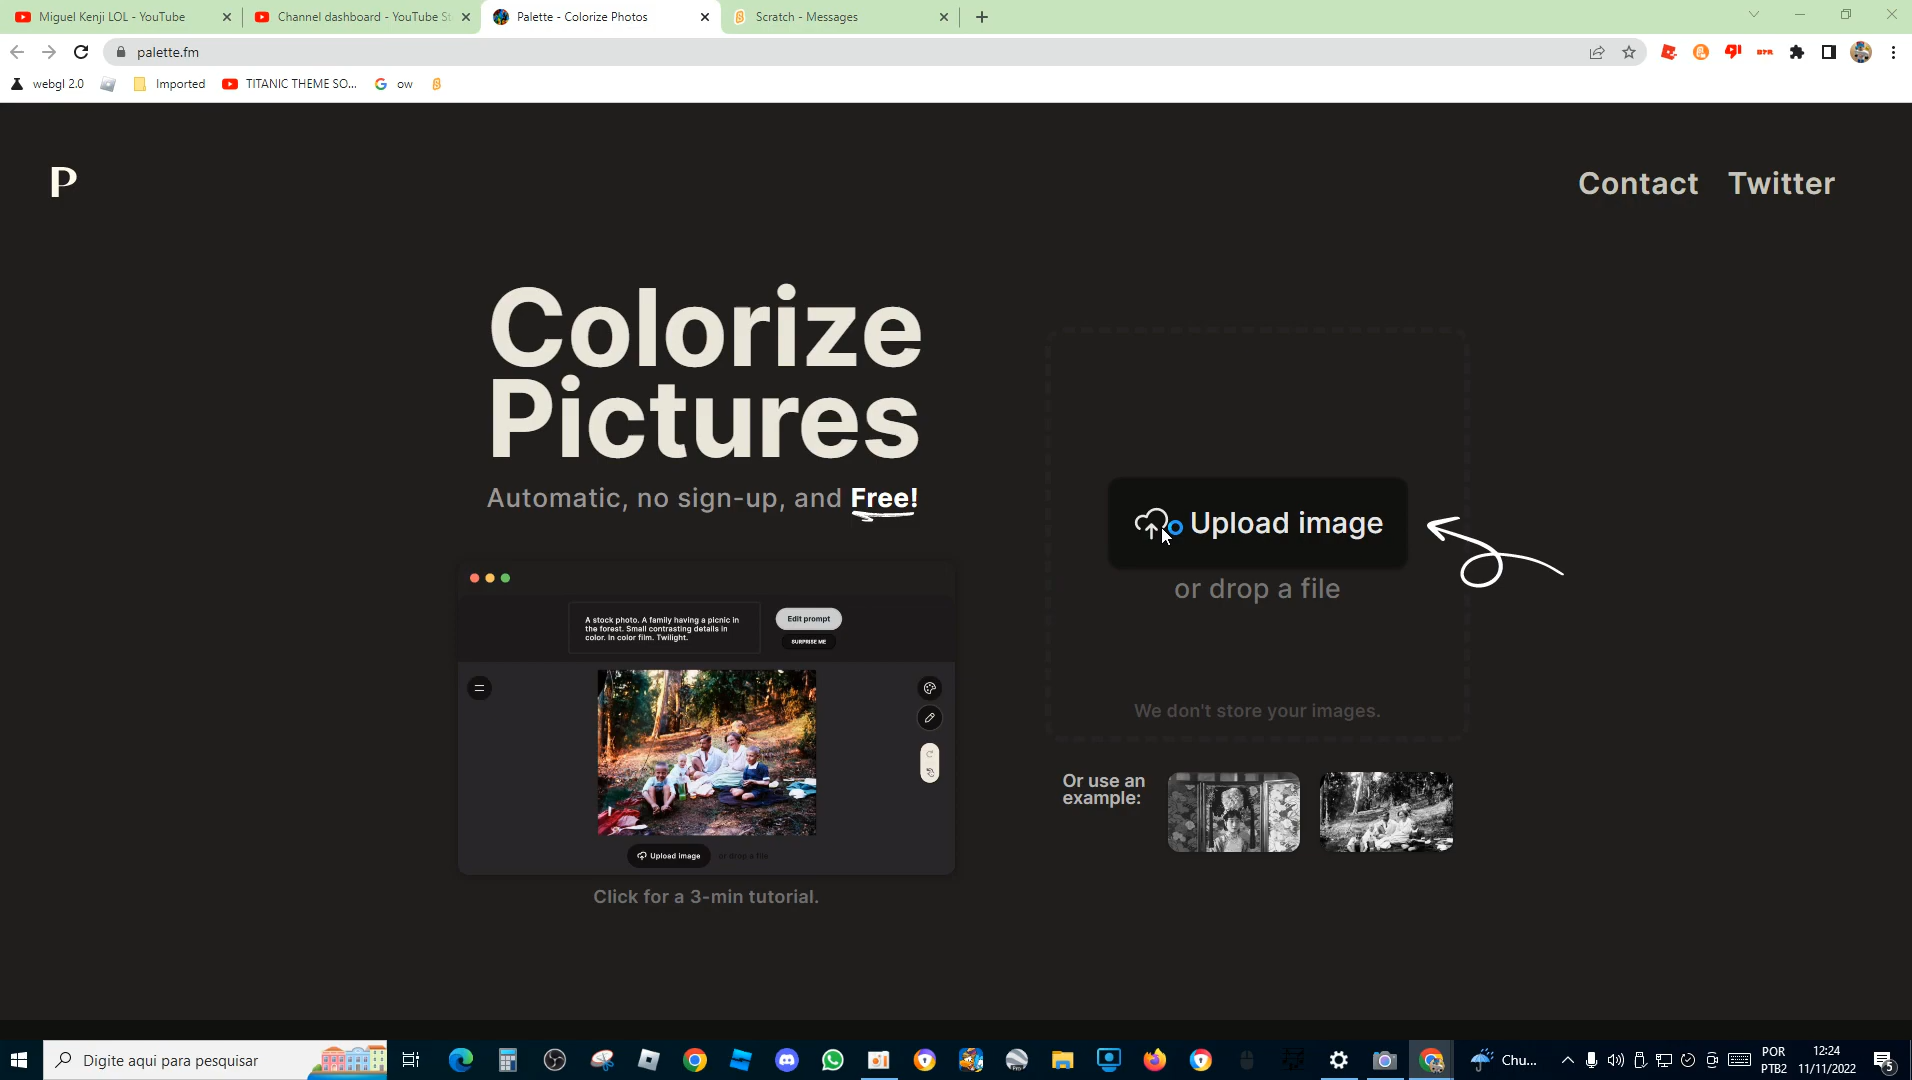 Miguel Kenji LOL - YouTube
Channel dashboard - YouTube St
Palette - Colorize Photos
Scratch - Messages
palette.fm
webgl 2.0
Imported
TITANIC THEME SO...
ow
P
Contact
Twitter
Colorize
Pictures
Automatic, no sign-up, and Free!
Upload image
or drop a file
We don't store your images.
Or use an
example:
A stock photo. A family having a picnic in
the forest. Small contrasting details in
color. In color film. Twilight.
Edit prompt
SURPRISE ME
Upload image
or drop a file
Click for a 3-min tutorial.
Digite aqui para pesquisar
Chu...
POR
PTB2
12:24
11/11/2022
5